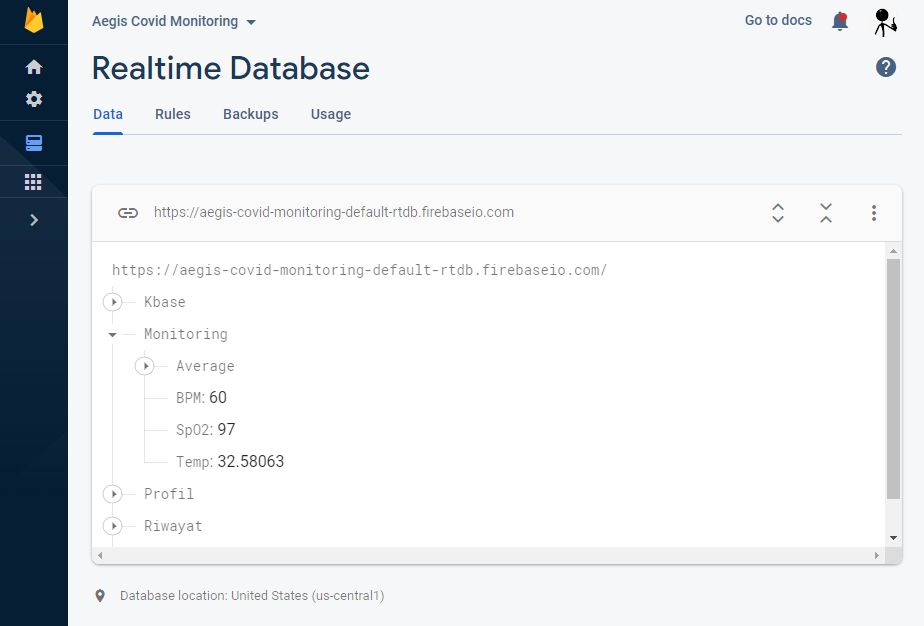 Aegis Covid Monitoring
Go to docs
Realtime Database
?
Data Rules Backups Usage
https://aegis-covid-monitoring-default-rtdb.firebaseio.com
https://aegis-covid-monitoring-default-rtdb.firebaseio.com/
Kbase
Monitoring
Average
BPM: 60
SpO2: 97
Temp: 32.58063
Profil
Riwayat
Database location: United States (us-central1)